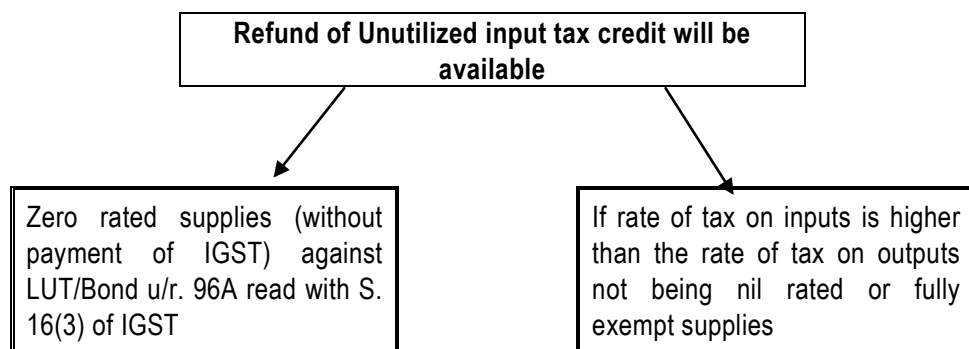 Refund of Unutilized input tax credit will be
available
Zero rated supplies (without
payment of IGST) against
LUT/Bond u/r. 96A read with S.
16(3) of IGST
If rate of tax on inputs is higher
than the rate of tax on outputs
not being nil rated or fully
exempt supplies